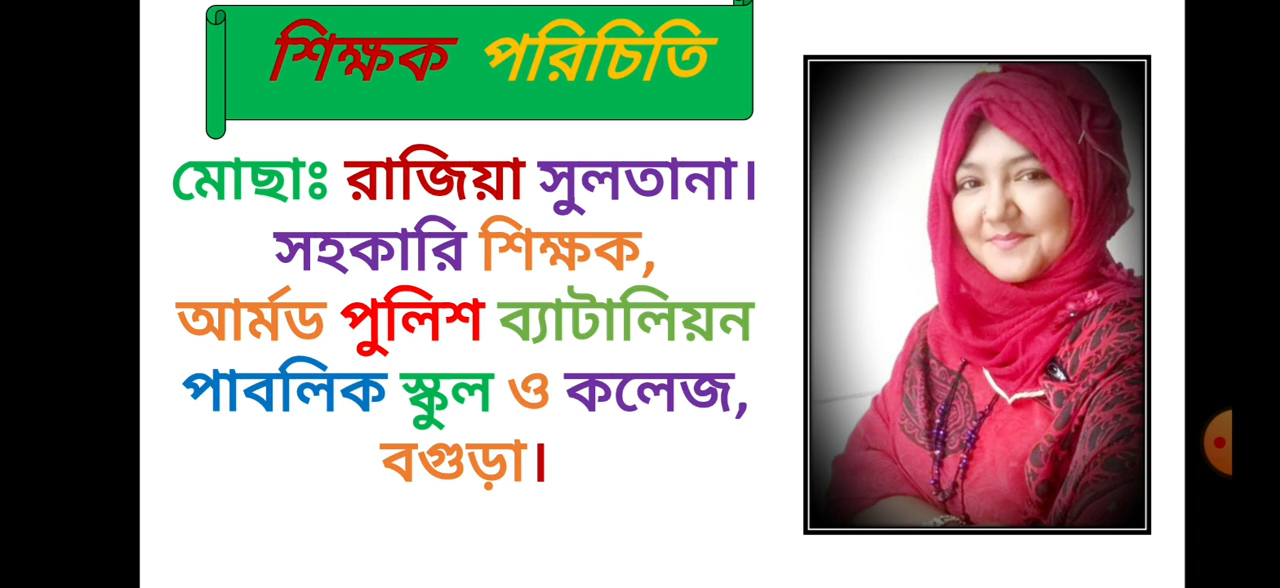 শিক্ষক পরিচিতি
মোছাঃ রাজিয়া সুলতানা।
সহকারি শিক্ষক,
আর্মড পুলিশ ব্যাটালিয়ন
পাবলিক স্কুল ও কলেজ,
বগুড়া।